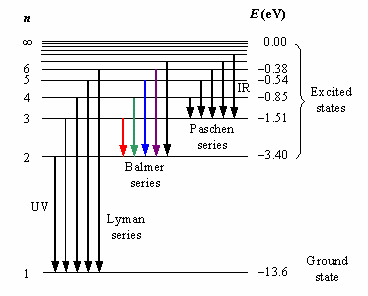 n E (eV)
∞ 0.00
6 −0.38
5 −0.54
IR
Excited
states
4 −0.85
3 −1.51
Paschen
series
2 −3.40
Balmer
series
UV
Lyman
series
Ground
state
1 −13.6